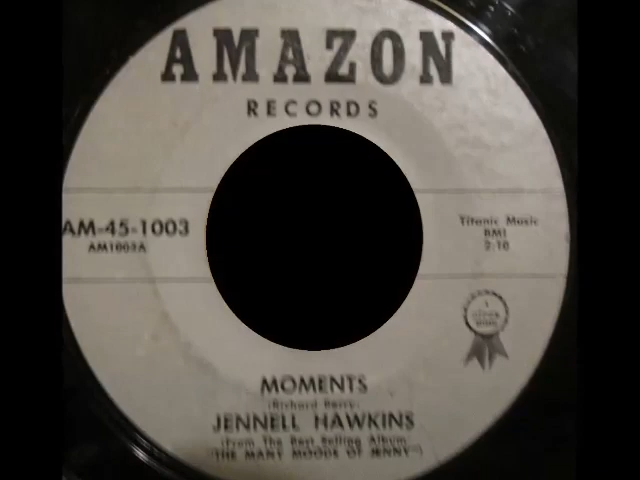 AMAZON
RECORDS
AM-45-1003
AM1003A
Titanic Music
BMI
2:10
MOMENTS
(Richard Berry)
JENNELL HAWKINS
(From The Best Selling Album
"THE MANY MOODS OF JENNY")